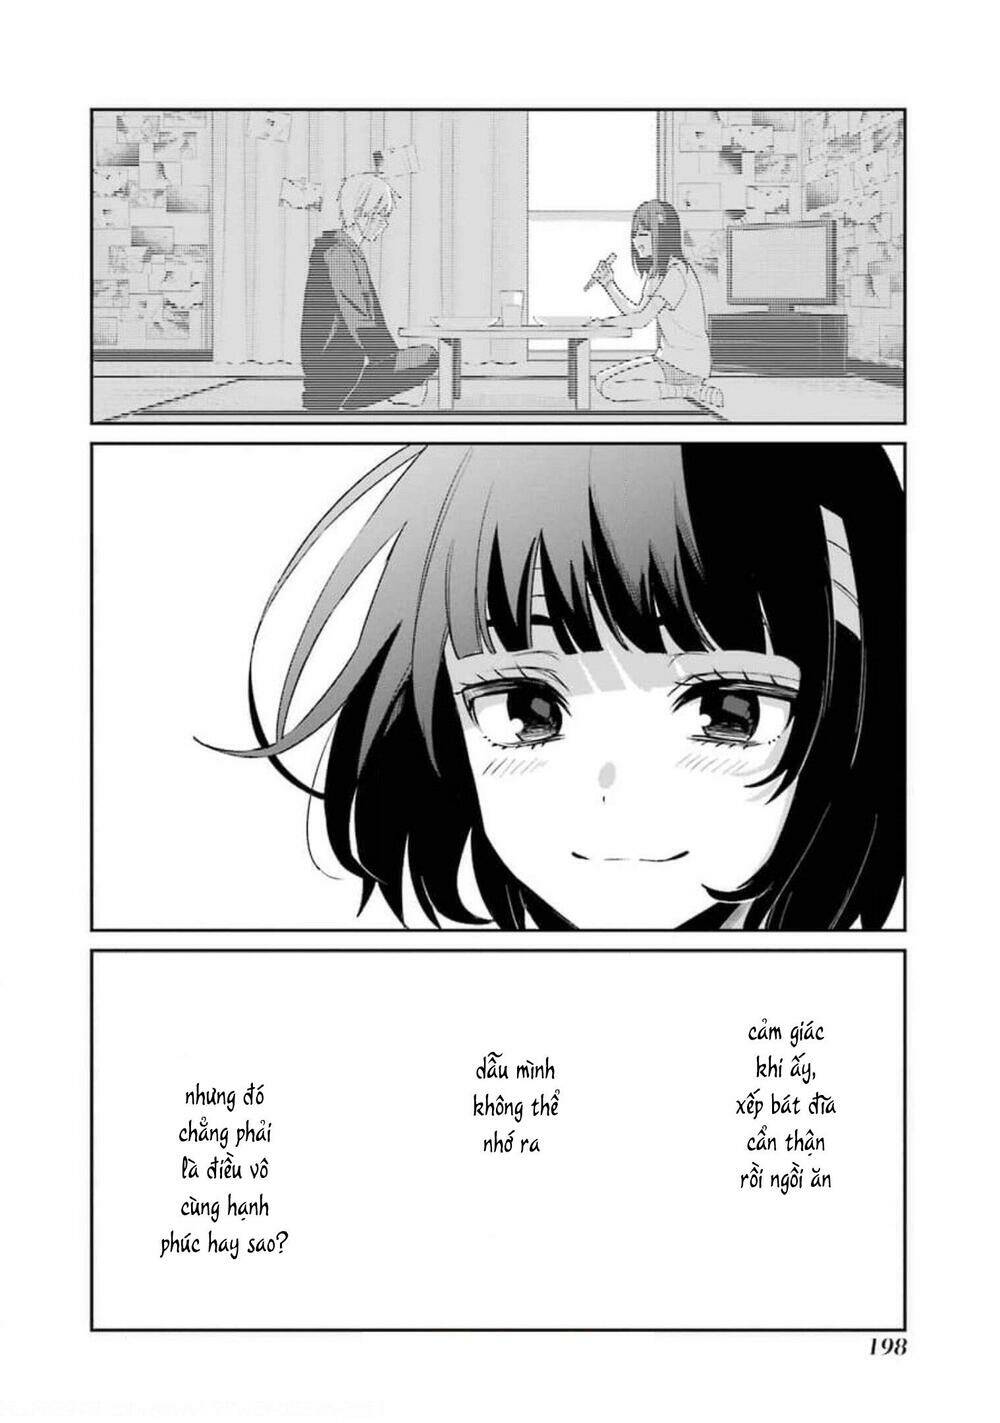 cảm giác
khi ấy,
xếp bát đĩa
cẩn thận
rồi ngồi ăn
dẫu mình
không thể
nhớ ra
nhưng đó
chẳng phải
là điều vô
cùng hạnh
phúc hay sao?
198